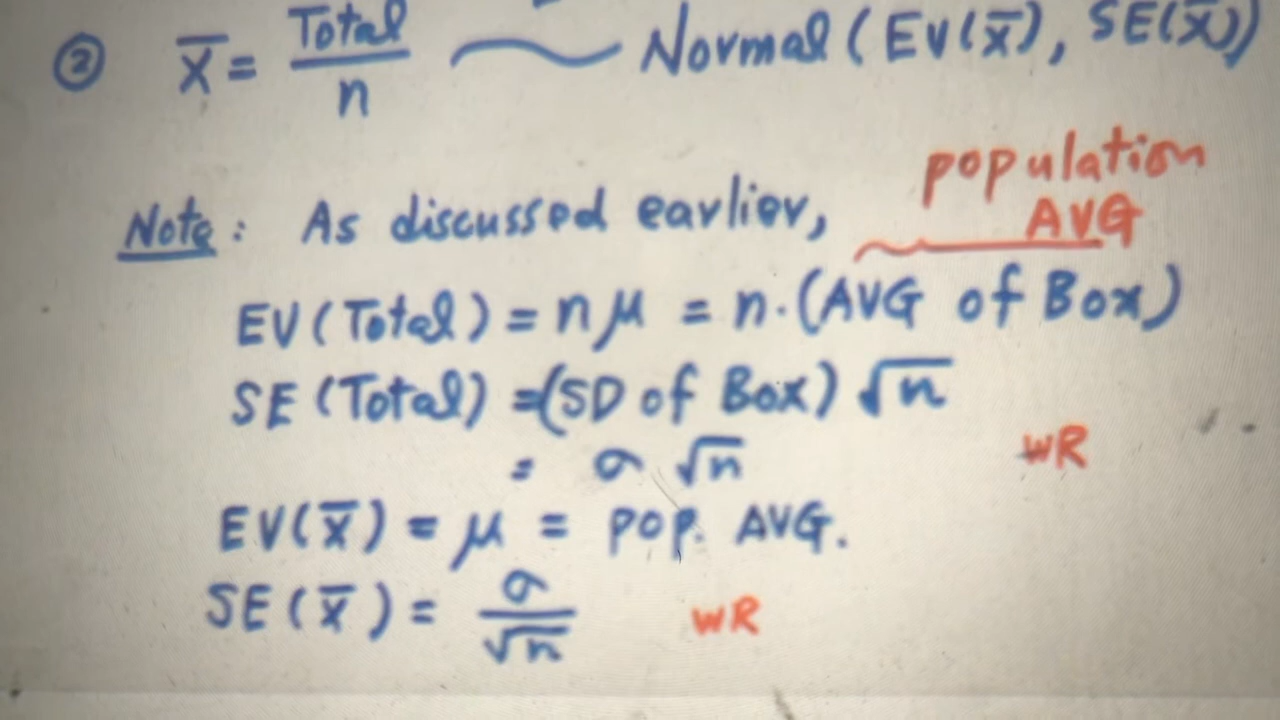 ② x̄ = Total / n ~ Normal (EV(x̄), SE(x̄))
population
AVG
Note: As discussed earlier,
EV (Total) = nμ = n·(AVG of Box)
SE (Total) = (SD of Box) √n
= σ √n WR
EV(x̄) = μ = pop. AVG.
SE(x̄) = σ / √n WR